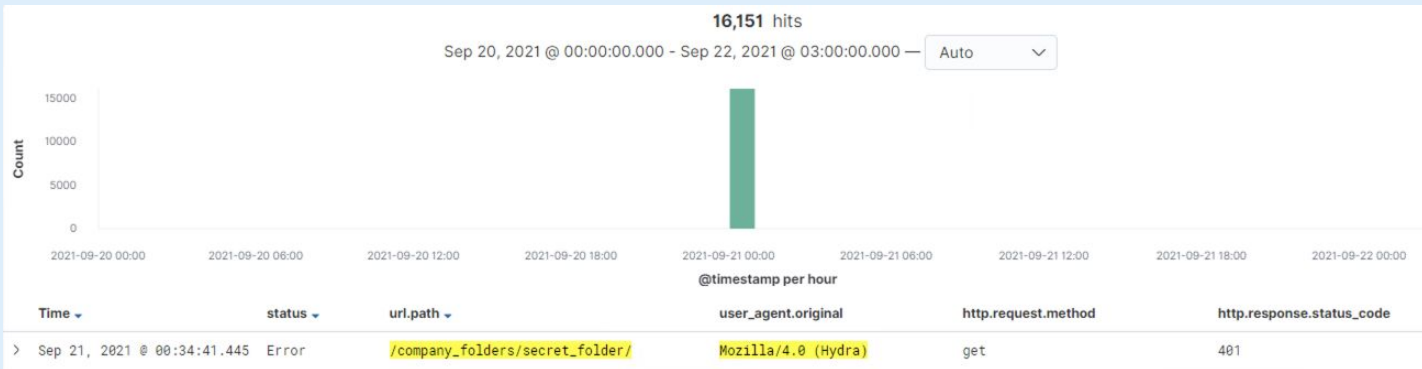 16,151 hits
Sep 20, 2021 @ 00:00:00.000 - Sep 22, 2021 @ 03:00:00.000 — Auto
15000
10000
5000
0
Count
2021-09-20 00:00 2021-09-20 06:00 2021-09-20 12:00 2021-09-20 18:00 2021-09-21 00:00 2021-09-21 06:00 2021-09-21 12:00 2021-09-21 18:00 2021-09-22 00:00
@timestamp per hour
Time status url.path user_agent.original http.request.method http.response.status_code
> Sep 21, 2021 @ 00:34:41.445 Error /company_folders/secret_folder/ Mozilla/4.0 (Hydra) get 401